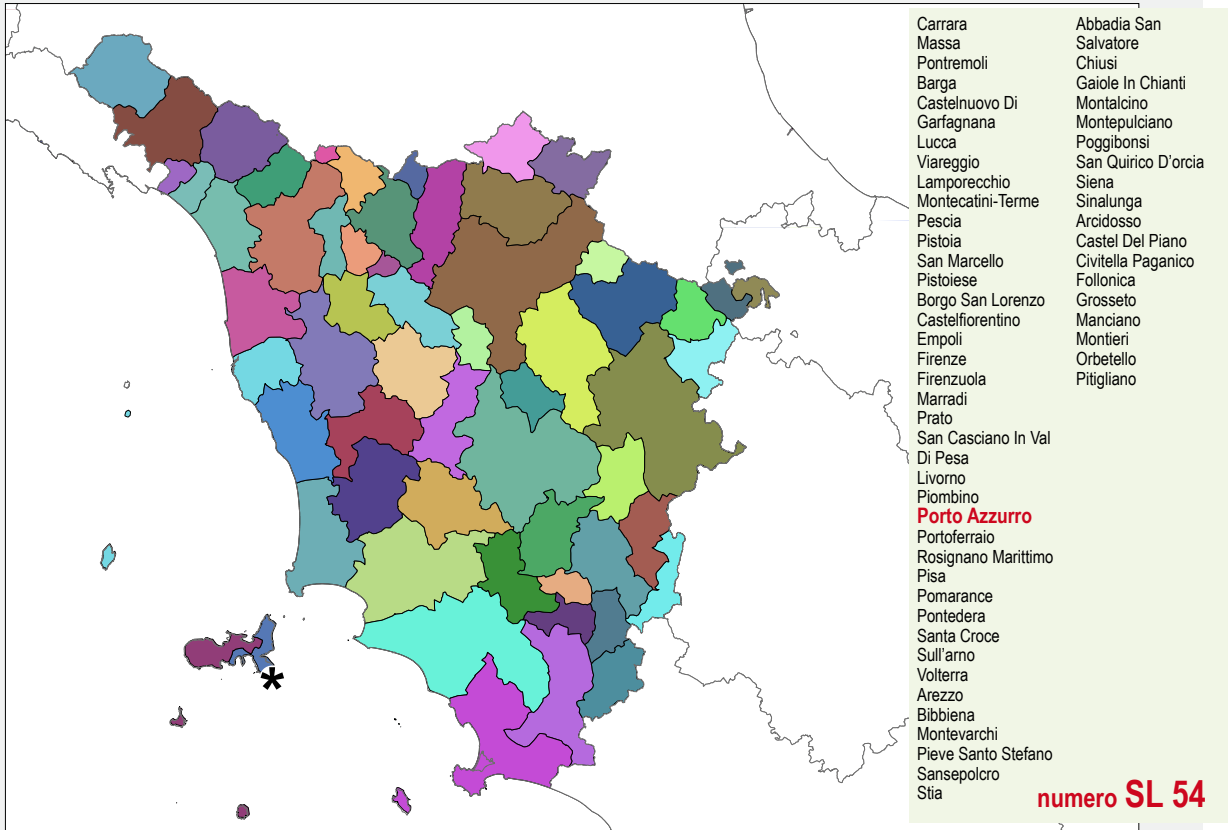 Carrara
Massa
Pontremoli
Barga
Castelnuovo Di
Garfagnana
Lucca
Viareggio
Lamporecchio
Montecatini-Terme
Pescia
Pistoia
San Marcello
Pistoiese
Borgo San Lorenzo
Castelfiorentino
Empoli
Firenze
Firenzuola
Marradi
Prato
San Casciano In Val
Di Pesa
Livorno
Piombino
Porto Azzurro
Portoferraio
Rosignano Marittimo
Pisa
Pomarance
Pontedera
Santa Croce
Sull'arno
Volterra
Arezzo
Bibbiena
Montevarchi
Pieve Santo Stefano
Sansepolcro
Stia
Abbadia San
Salvatore
Chiusi
Gaiole In Chianti
Montalcino
Montepulciano
Poggibonsi
San Quirico D'orcia
Siena
Sinalunga
Arcidosso
Castel Del Piano
Civitella Paganico
Follonica
Grosseto
Manciano
Montieri
Orbetello
Pitigliano
*
numero SL 54